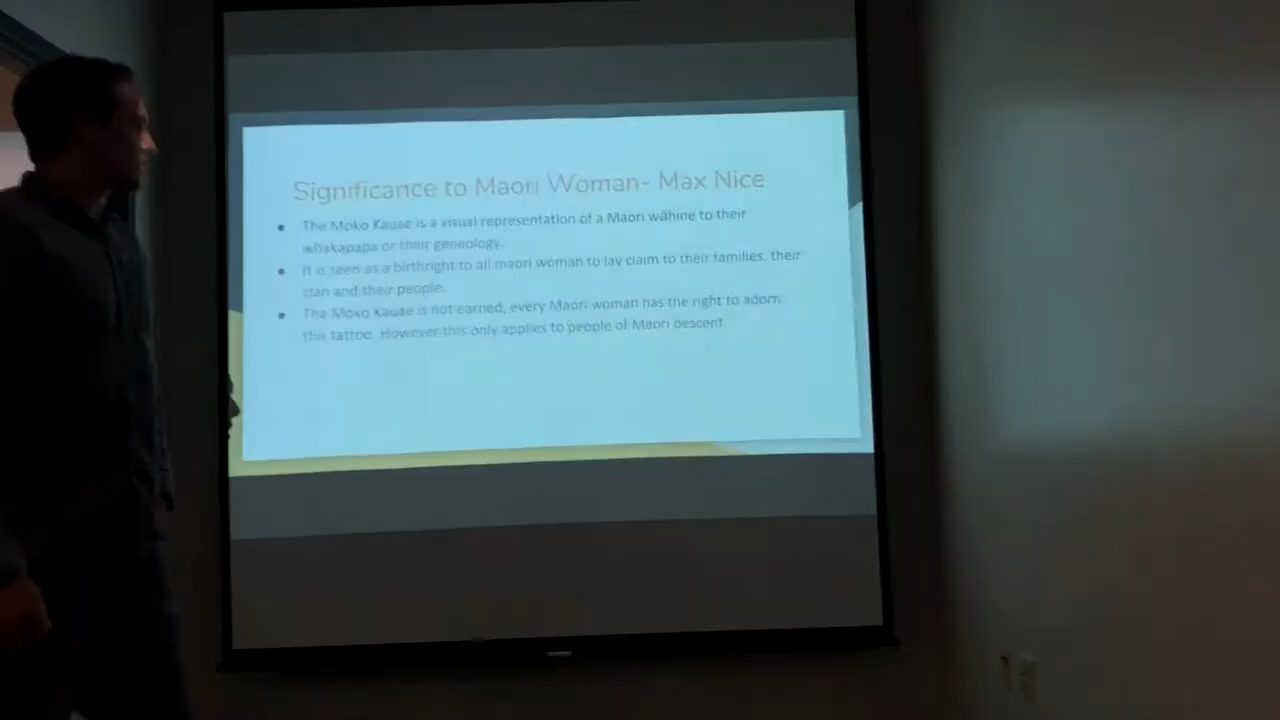 Significance to Maori Woman- Max Nice
• The Moko Kauae is a visual representation of a Maori wāhine to their
whakapapa or their geneology.
• It is seen as a birthright to all maori woman to lay claim to their families, their
clan and their people.
• The Moko Kauae is not earned, every Maori woman has the right to adorn
this tattoo. However this only applies to people of Maori descent.